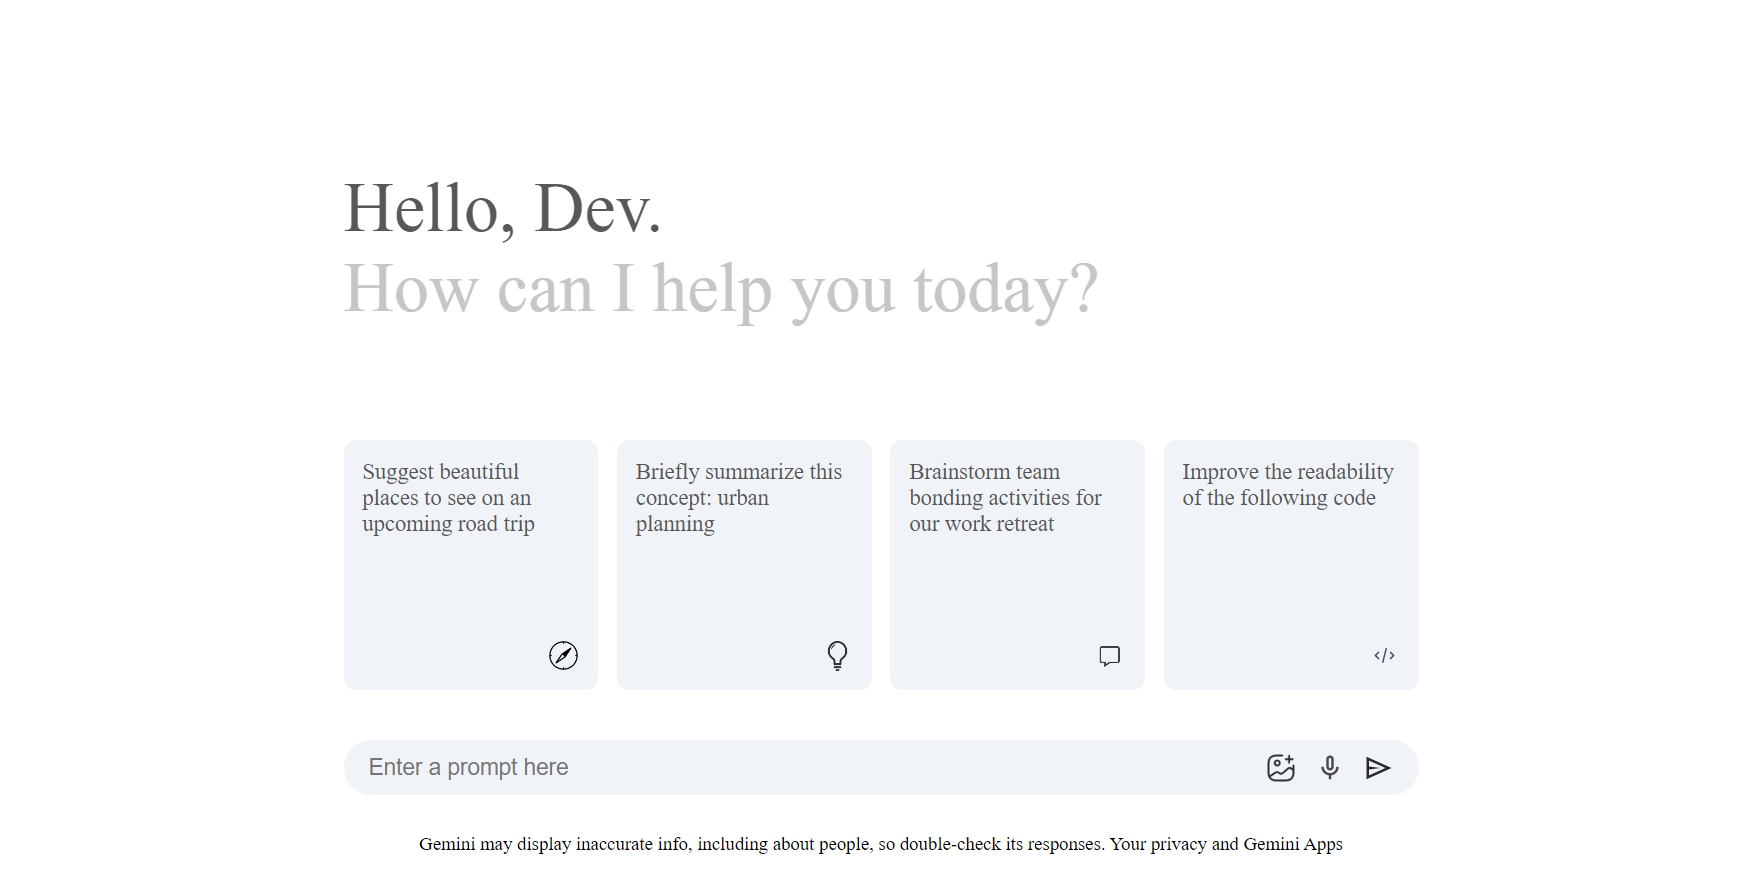 Hello, Dev.
How can I help you today?
Suggest beautiful
places to see on an
upcoming road trip
Briefly summarize this
concept: urban
planning
Brainstorm team
bonding activities for
our work retreat
Improve the readability
of the following code
Enter a prompt here
Gemini may display inaccurate info, including about people, so double-check its responses. Your privacy and Gemini Apps